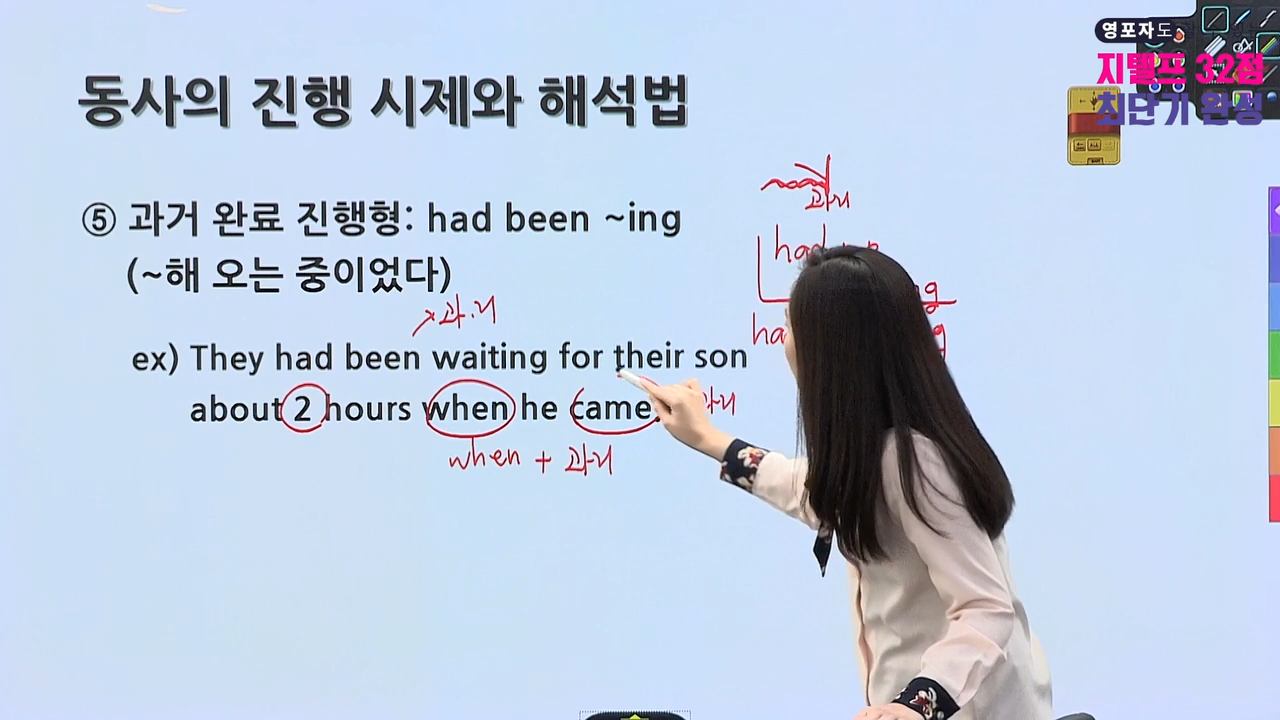 영포자도
지텔프 32점
최단기 완성
동사의 진행 시제와 해석법
과거
⑤ 과거 완료 진행형: had been ~ing
(~해 오는 중이었다)
과거
ex) They had been waiting for their son
about 2 hours when he came.
when + 과거